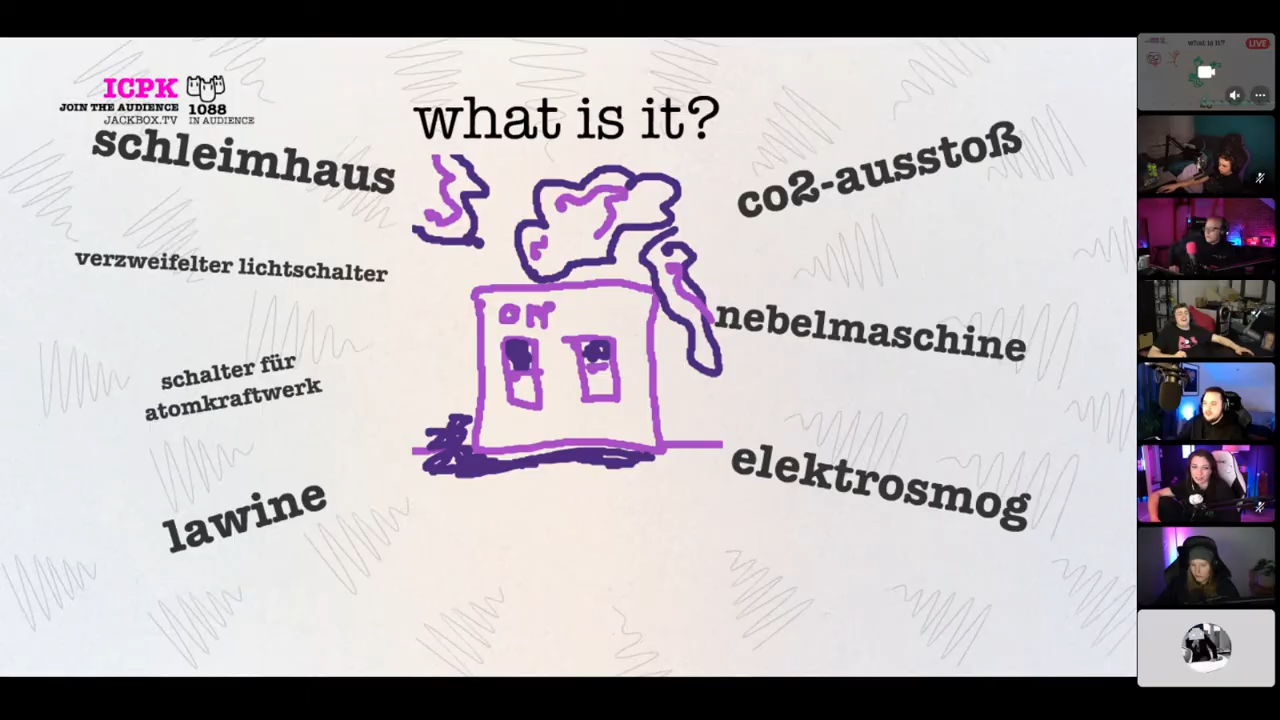 ICPK
JOIN THE AUDIENCE
JACKBOX.TV
1088
IN AUDIENCE
what is it?
schleimhaus
verzweifelter lichtschalter
schalter für
atomkraftwerk
lawine
ON
co2-ausstoß
nebelmaschine
elektrosmog
what is it?
LIVE